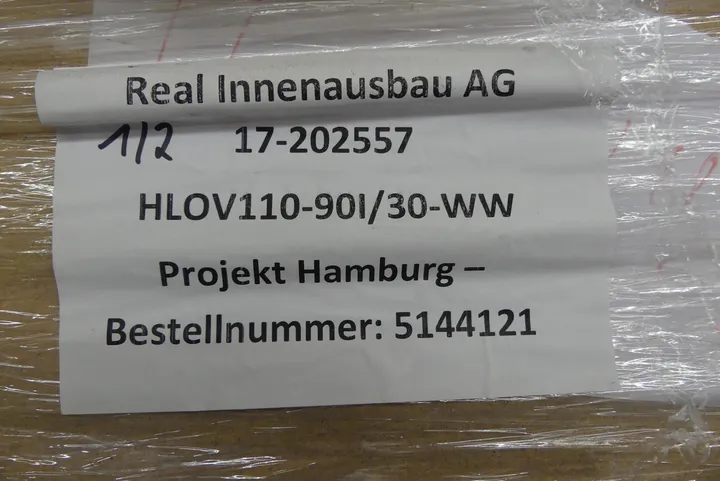 Real Innenausbau AG
1/2 17-202557
HLOV110-90I/30-WW
Projekt Hamburg –
Bestellnummer: 5144121